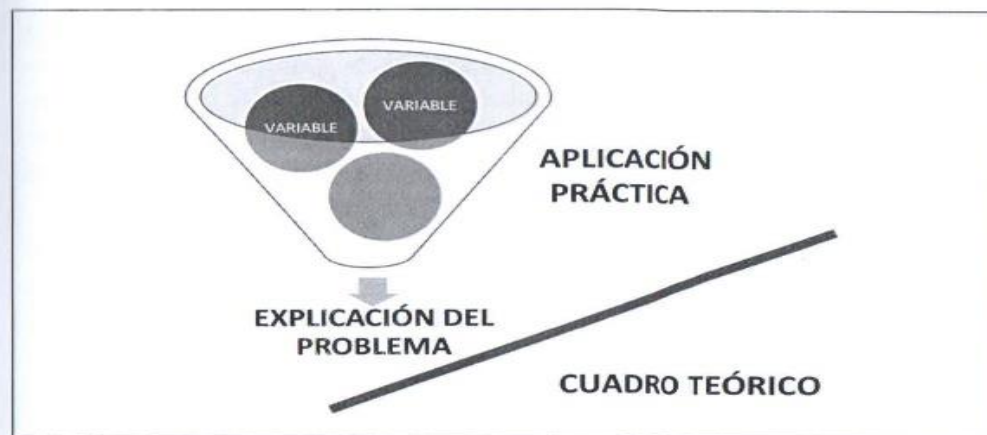 VARIABLE
VARIABLE
APLICACIÓN
PRÁCTICA
EXPLICACIÓN DEL
PROBLEMA
CUADRO TEÓRICO